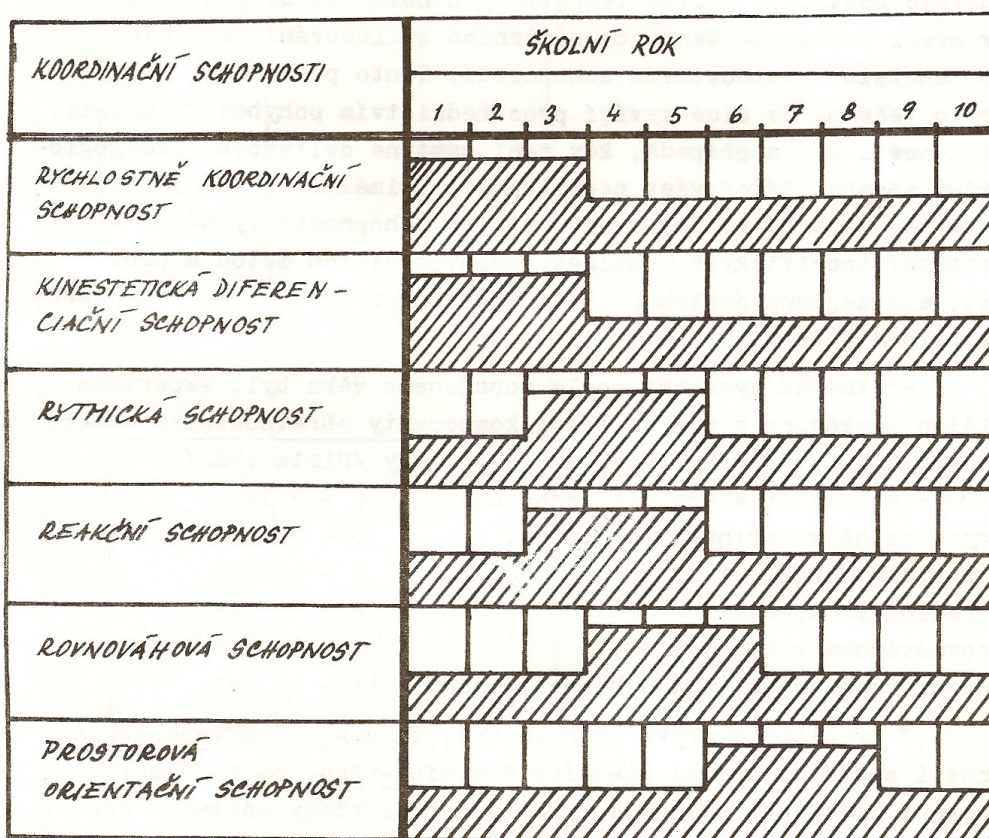 ŠKOLNÍ ROK
KOORDINAČNÍ SCHOPNOSTI
1 2 3 4 5 6 7 8 9 10
RYCHLOSTNĚ KOORDINAČNÍ
SCHOPNOST
KINESTETICKÁ DIFEREN-
CIAČNÍ SCHOPNOST
RYTMICKÁ SCHOPNOST
REAKČNÍ SCHOPNOST
ROVNOVÁHOVÁ SCHOPNOST
PROSTOROVÁ
ORIENTAČNÍ SCHOPNOST